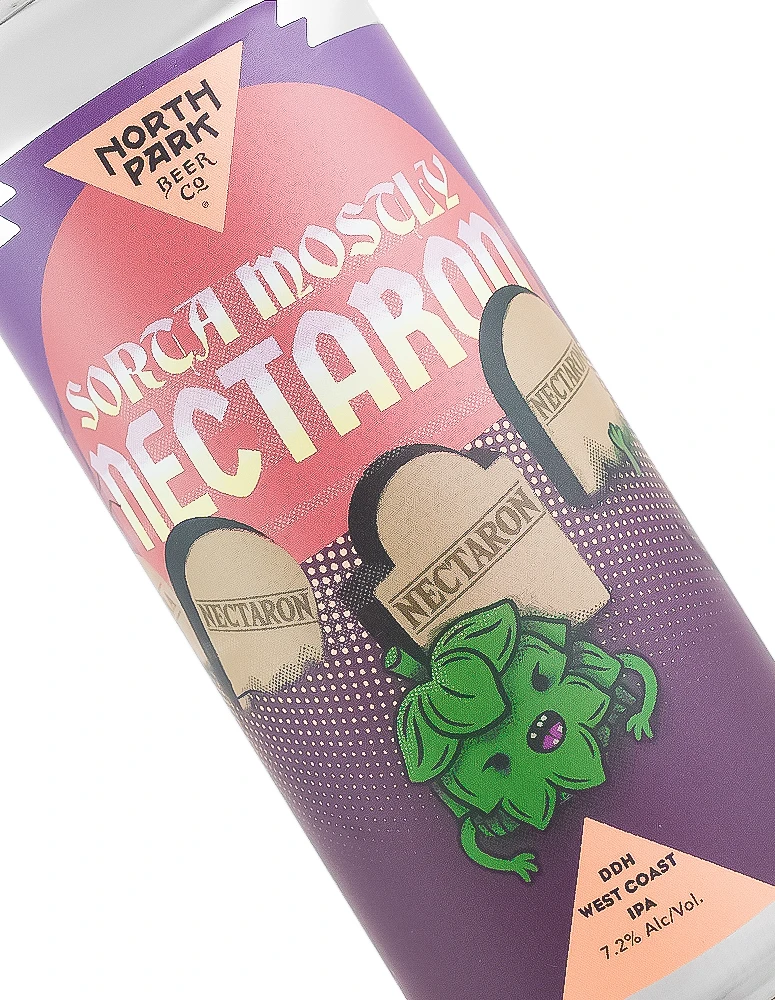 NORTH
PARK
BEER
Co
®
SORTA MOSTLY
NECTARON
NECTARON
NECTARON
NECTARON
DDH
WEST COAST
IPA
7.2% Alc/Vol.